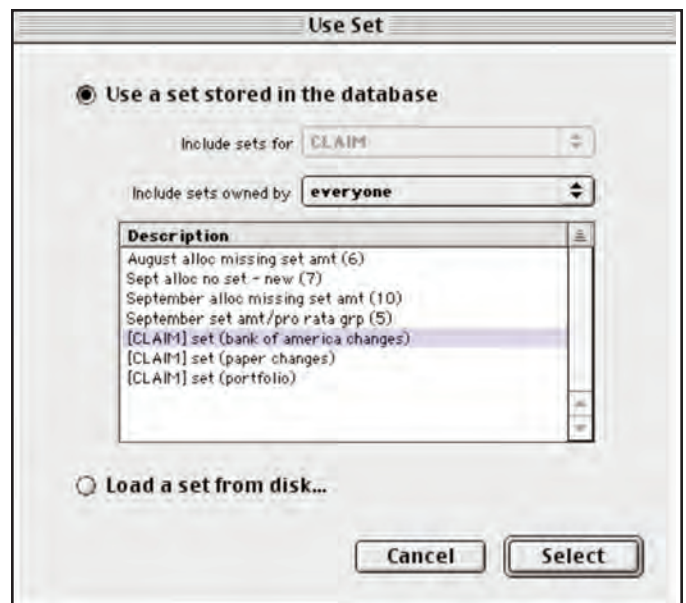 Use Set
Use a set stored in the database
Include sets for CLAIM
Include sets owned by everyone
Description
August alloc missing set amt (6)
Sept alloc no set - new (7)
September alloc missing set amt (10)
September set amt/pro rata grp (5)
[CLAIM] set (bank of america changes)
[CLAIM] set (paper changes)
[CLAIM] set (portfolio)
Load a set from disk...
Cancel Select